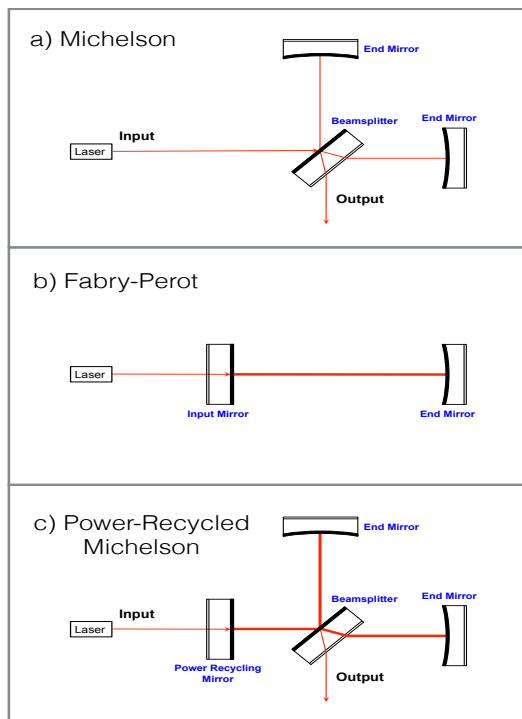 a) Michelson
End Mirror
Beamsplitter
End Mirror
Input
Laser
Output
b) Fabry-Perot
Laser
Input Mirror
End Mirror
c) Power-Recycled
Michelson
End Mirror
Beamsplitter
End Mirror
Input
Laser
Power Recycling
Mirror
Output